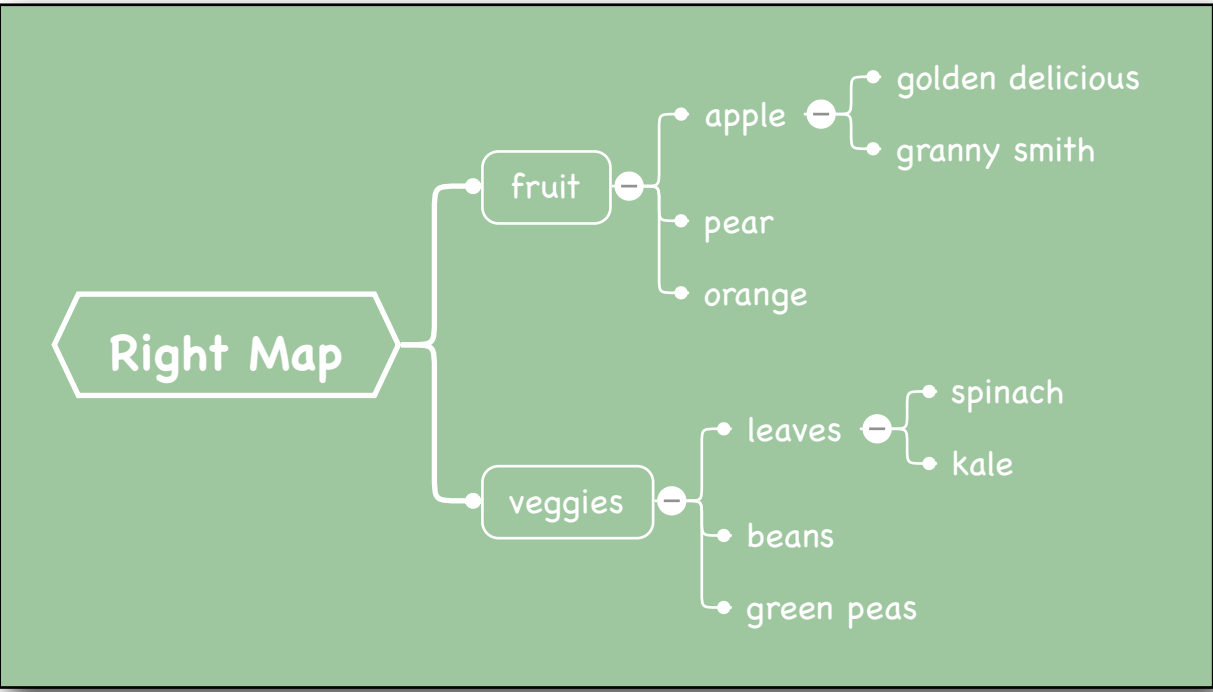 Right Map
fruit
apple
golden delicious
granny smith
pear
orange
veggies
leaves
spinach
kale
beans
green peas